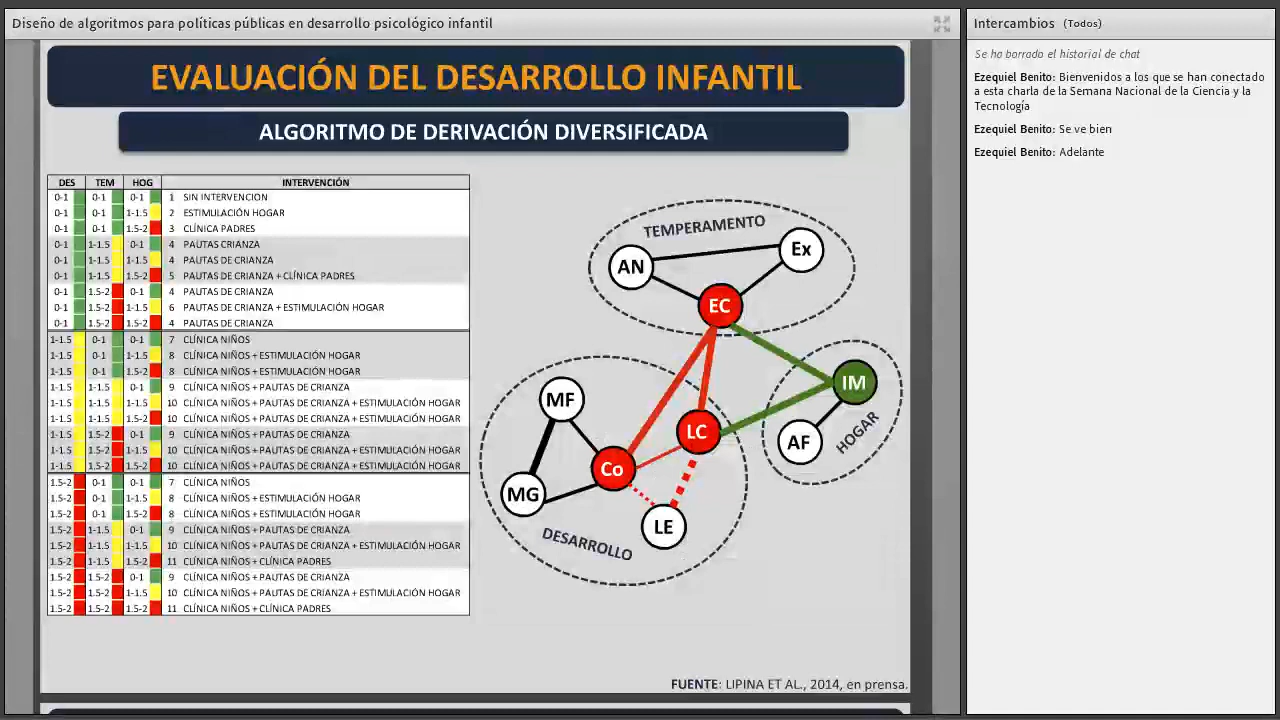 Diseño de algoritmos para políticas públicas en desarrollo psicológico infantil
EVALUACIÓN DEL DESARROLLO INFANTIL
ALGORITMO DE DERIVACIÓN DIVERSIFICADA
DES TEM HOG INTERVENCIÓN
0-1 0-1 0-1 1 SIN INTERVENCION
0-1 0-1 1-1.5 2 ESTIMULACIÓN HOGAR
0-1 0-1 1.5-2 3 CLÍNICA PADRES
0-1 1-1.5 0-1 4 PAUTAS CRIANZA
0-1 1-1.5 1-1.5 4 PAUTAS DE CRIANZA
0-1 1-1.5 1.5-2 5 PAUTAS DE CRIANZA + CLÍNICA PADRES
0-1 1.5-2 0-1 4 PAUTAS DE CRIANZA
0-1 1.5-2 1-1.5 6 PAUTAS DE CRIANZA + ESTIMULACIÓN HOGAR
0-1 1.5-2 1.5-2 4 PAUTAS DE CRIANZA
1-1.5 0-1 0-1 7 CLÍNICA NIÑOS
1-1.5 0-1 1-1.5 8 CLÍNICA NIÑOS + ESTIMULACIÓN HOGAR
1-1.5 0-1 1.5-2 8 CLÍNICA NIÑOS + ESTIMULACIÓN HOGAR
1-1.5 1-1.5 0-1 9 CLÍNICA NIÑOS + PAUTAS DE CRIANZA
1-1.5 1-1.5 1-1.5 10 CLÍNICA NIÑOS + PAUTAS DE CRIANZA + ESTIMULACIÓN HOGAR
1-1.5 1-1.5 1.5-2 10 CLÍNICA NIÑOS + PAUTAS DE CRIANZA + ESTIMULACIÓN HOGAR
1-1.5 1.5-2 0-1 9 CLÍNICA NIÑOS + PAUTAS DE CRIANZA
1-1.5 1.5-2 1-1.5 10 CLÍNICA NIÑOS + PAUTAS DE CRIANZA + ESTIMULACIÓN HOGAR
1-1.5 1.5-2 1.5-2 10 CLÍNICA NIÑOS + PAUTAS DE CRIANZA + ESTIMULACIÓN HOGAR
1.5-2 0-1 0-1 7 CLÍNICA NIÑOS
1.5-2 0-1 1-1.5 8 CLÍNICA NIÑOS + ESTIMULACIÓN HOGAR
1.5-2 0-1 1.5-2 8 CLÍNICA NIÑOS + ESTIMULACIÓN HOGAR
1.5-2 1-1.5 0-1 9 CLÍNICA NIÑOS + PAUTAS DE CRIANZA
1.5-2 1-1.5 1-1.5 10 CLÍNICA NIÑOS + PAUTAS DE CRIANZA + ESTIMULACIÓN HOGAR
1.5-2 1-1.5 1.5-2 11 CLÍNICA NIÑOS + CLÍNICA PADRES
1.5-2 1.5-2 0-1 9 CLÍNICA NIÑOS + PAUTAS DE CRIANZA
1.5-2 1.5-2 1-1.5 10 CLÍNICA NIÑOS + PAUTAS DE CRIANZA + ESTIMULACIÓN HOGAR
1.5-2 1.5-2 1.5-2 11 CLÍNICA NIÑOS + CLÍNICA PADRES
TEMPERAMENTO
AN
Ex
EC
IM
AF
HOGAR
MF
LC
Co
MG
LE
DESARROLLO
FUENTE: LIPINA ET AL., 2014, en prensa.
Intercambios (Todos)
Se ha borrado el historial de chat
Ezequiel Benito: Bienvenidos a los que se han conectado
a esta charla de la Semana Nacional de la Ciencia y la
Tecnología
Ezequiel Benito: Se ve bien
Ezequiel Benito: Adelante